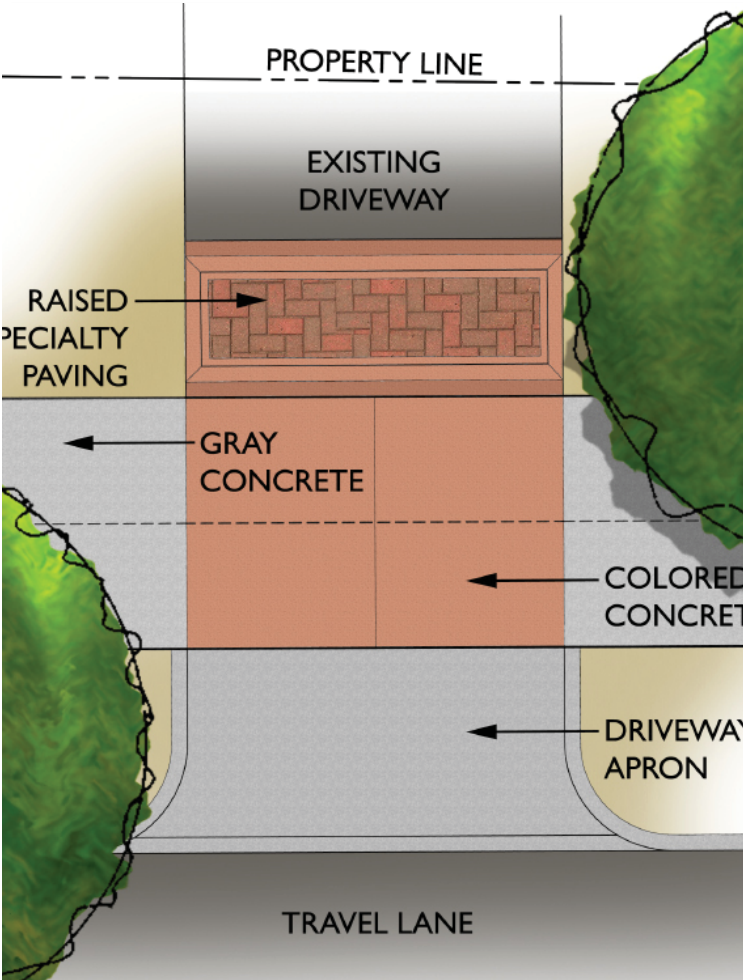 PROPERTY LINE
EXISTING
DRIVEWAY
RAISED
PECIALTY
PAVING
GRAY
CONCRETE
COLORED
CONCRET
DRIVEWAY
APRON
TRAVEL LANE